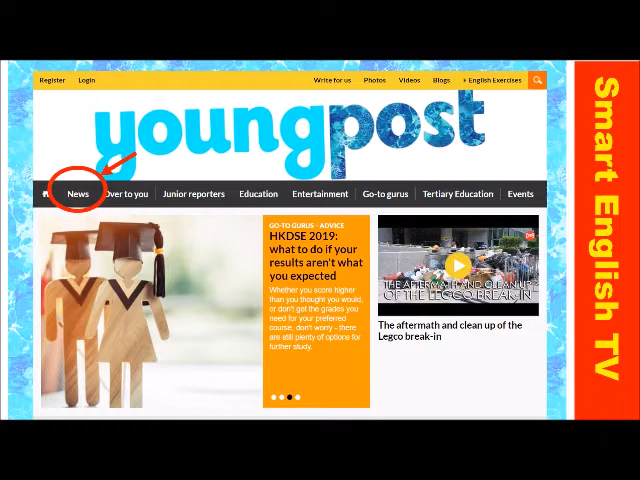 Register Login Write for us Photos Videos Blogs English Exercises
youngpost
News Over to you Junior reporters Education Entertainment Go-to gurus Tertiary Education Events
GO-TO GURUS - ADVICE
HKDSE 2019:
what to do if your
results aren't what
you expected
Whether you score higher
than you thought you would,
or don't get the grades you
need for your preferred
course, don't worry - there
are still plenty of options for
further study.
THE AFTERMATH AND CLEAN UP
OF THE LEGCO BREAK-IN
The aftermath and clean up of the
Legco break-in
Smart English TV